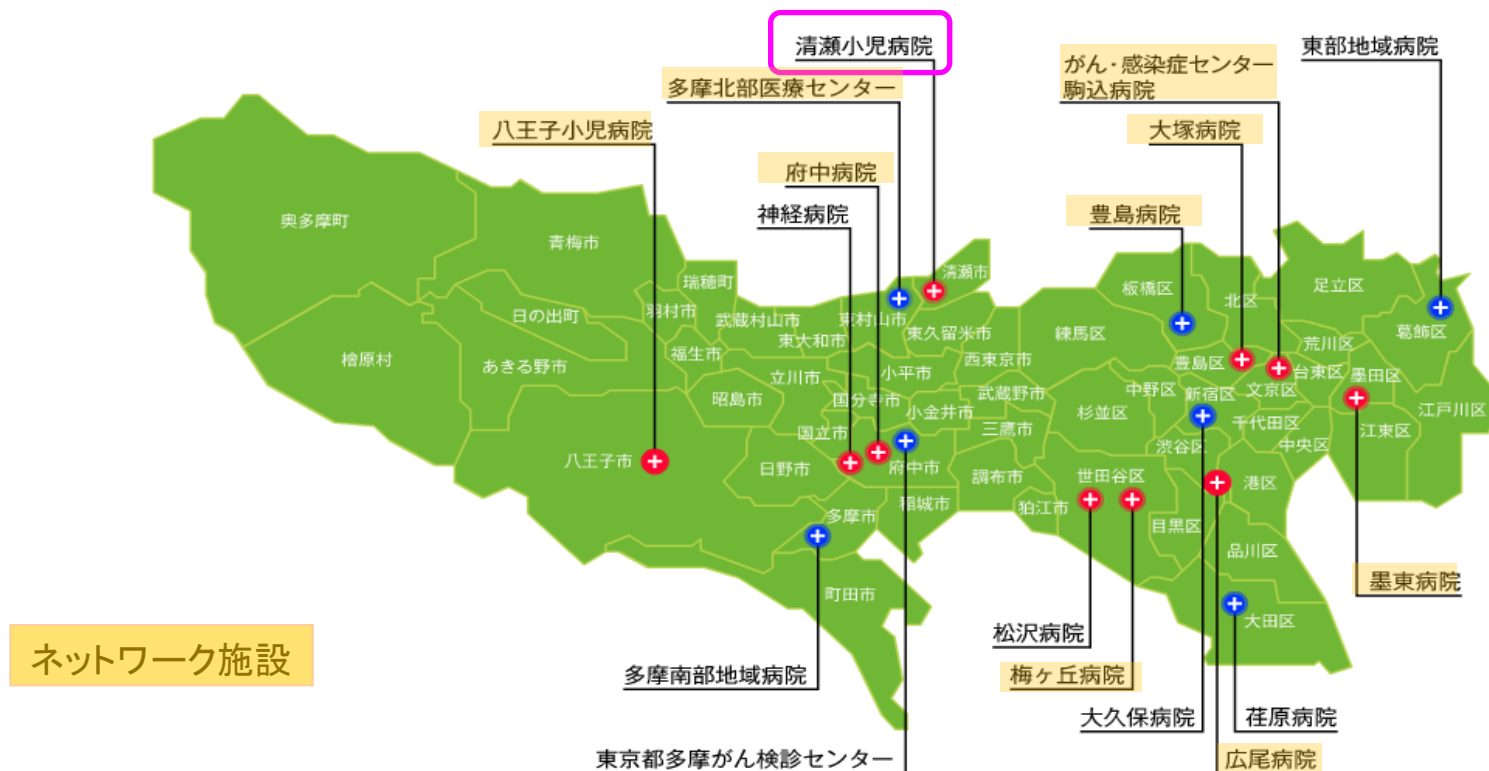 清瀬小児病院
東部地域病院
がん・感染症センター
駒込病院
多摩北部医療センター
八王子小児病院
大塚病院
府中病院
神経病院
豊島病院
奥多摩町
青梅市
清瀬市
瑞穂町
板橋区
北区
足立区
羽村市
日の出町
武蔵村山市
東村山市
東大和市
東久留米市
練馬区
葛飾区
荒川区
檜原村
あきる野市
福生市
西東京市
豊島区
台東区
墨田区
立川市
小平市
昭島市
国分寺市
武蔵野市
中野区
新宿区
文京区
小金井市
杉並区
江戸川区
国立市
三鷹市
千代田区
江東区
渋谷区
中央区
八王子市
日野市
府中市
調布市
世田谷区
港区
稲城市
狛江市
多摩市
目黒区
品川区
町田市
大田区
墨東病院
松沢病院
ネットワーク施設
多摩南部地域病院
梅ヶ丘病院
大久保病院
荏原病院
東京都多摩がん検診センター
広尾病院